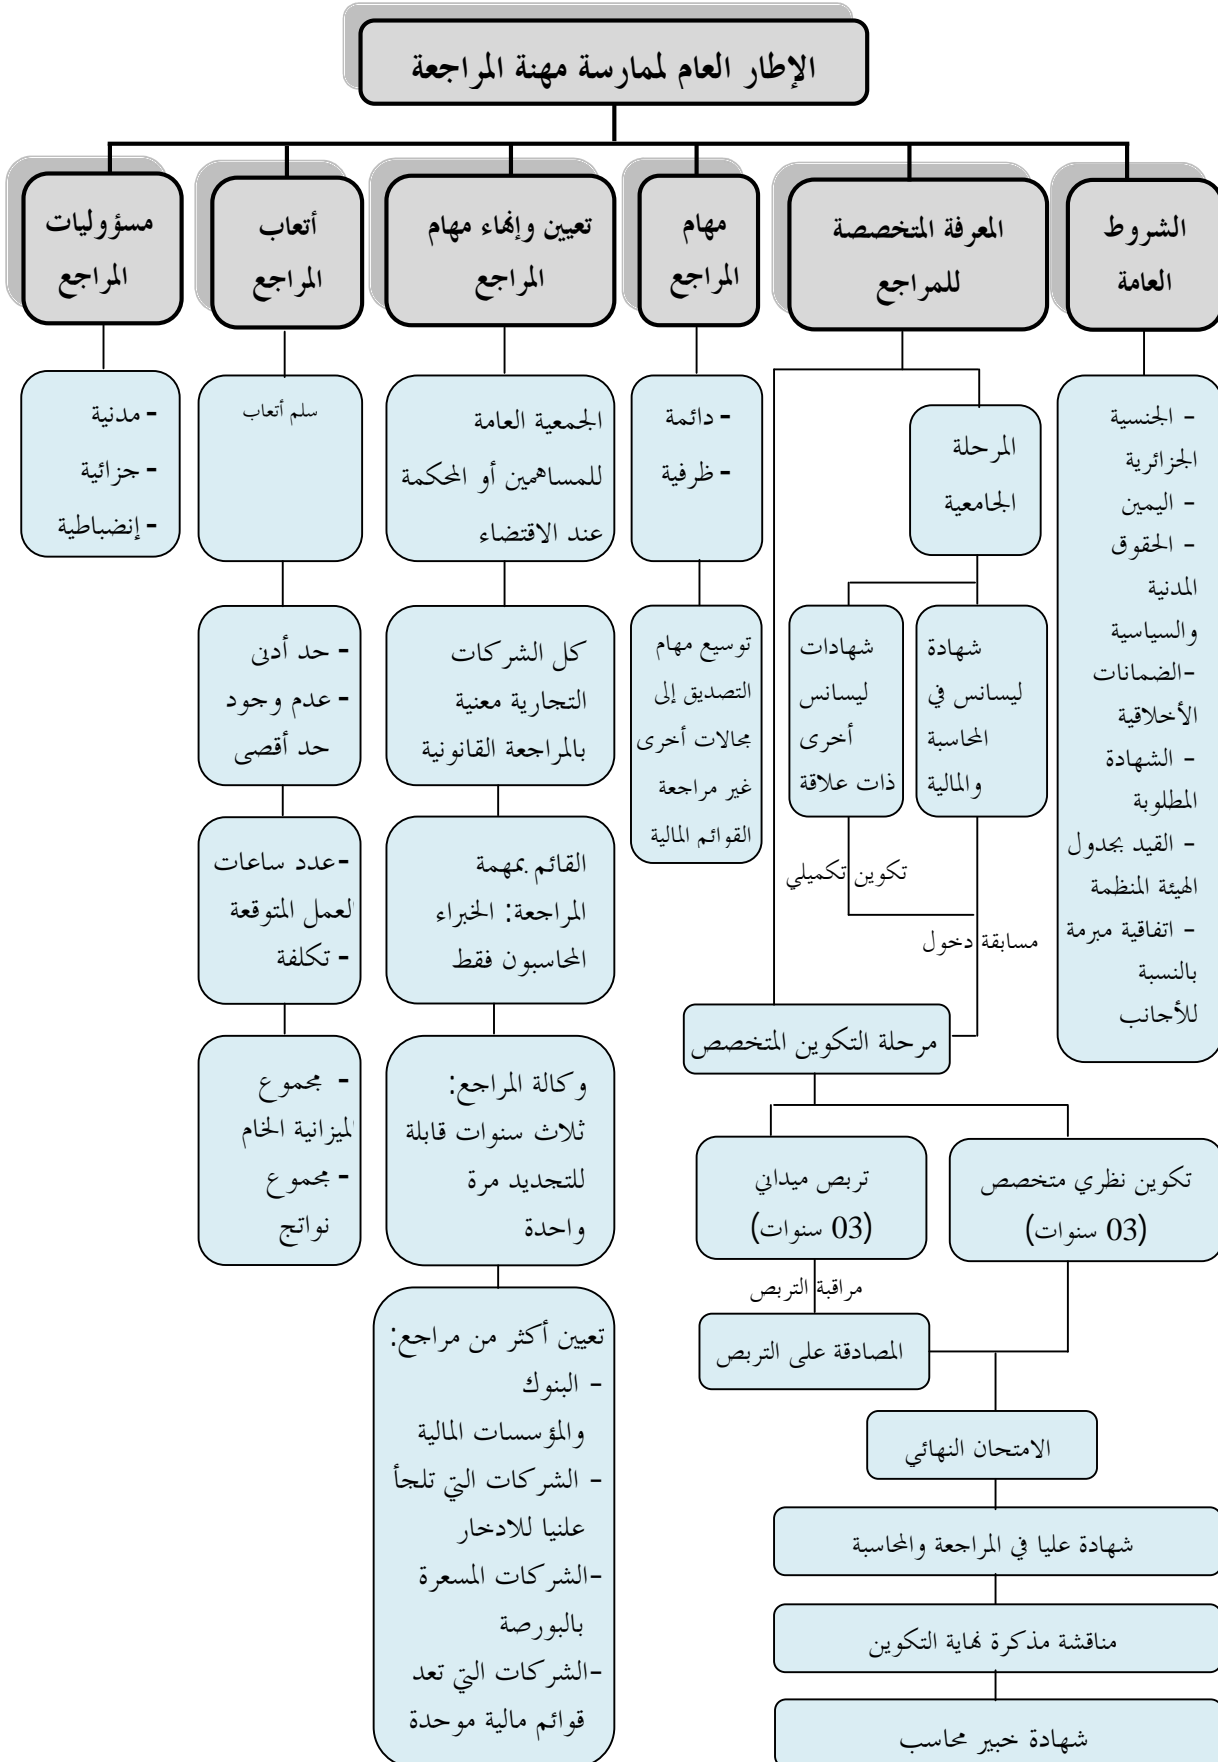 الإطار العام لممارسة مهنة المراجعة
الشروط
العامة
المعرفة المتخصصة
للمراجع
مهام
المراجع
تعيين وإنهاء مهام
المراجع
أتعاب
المراجع
مسؤوليات
المراجع
- الجنسية
الجزائرية
- اليمين
- الحقوق
المدنية
والسياسية
-الضمانات
الأخلاقية
- الشهادة
المطلوبة
- القيد بجدول
الهيئة المنظمة
- اتفاقية مبرمة
بالنسبة
للأجانب
المرحلة
الجامعية
شهادة
ليسانس في
المحاسبة
والمالية
شهادات
ليسانس
أخرى
ذات علاقة
تكوين تكميلي
مسابقة دخول
مرحلة التكوين المتخصص
تكوين نظري متخصص
(03 سنوات)
تربص ميداني
(03 سنوات)
مراقبة التربص
المصادقة على التربص
الامتحان النهائي
شهادة عليا في المراجعة والمحاسبة
مناقشة مذكرة نهاية التكوين
شهادة خبير محاسب
- دائمة
- ظرفية
توسيع مهام
التصديق إلى
مجالات أخرى
غير مراجعة
القوائم المالية
الجمعية العامة
للمساهمين أو المحكمة
عند الاقتضاء
كل الشركات
التجارية معنية
بالمراجعة القانونية
القائم بمهمة
المراجعة: الخبراء
المحاسبون فقط
وكالة المراجع:
ثلاث سنوات قابلة
للتجديد مرة
واحدة
تعيين أكثر من مراجع:
- البنوك
والمؤسسات المالية
- الشركات التي تلجأ
علنيا للادخار
-الشركات المسعرة
بالبورصة
-الشركات التي تعد
قوائم مالية موحدة
سلم أتعاب
- حد أدنى
- عدم وجود
حد أقصى
-عدد ساعات
العمل المتوقعة
- تكلفة
- مجموع
الميزانية الخام
- مجموع
نواتج
- مدنية
- جزائية
- إنضباطية